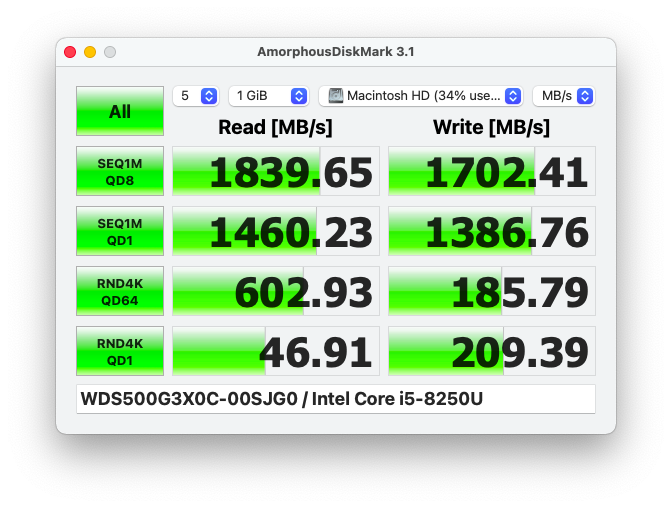 AmorphousDiskMark 3.1
All
5
1 GiB
Macintosh HD (34% use...
MB/s
Read [MB/s]
Write [MB/s]
SEQ1M
QD8
1839.65
1702.41
SEQ1M
QD1
1460.23
1386.76
RND4K
QD64
602.93
185.79
RND4K
QD1
46.91
209.39
WDS500G3X0C-00SJG0 / Intel Core i5-8250U